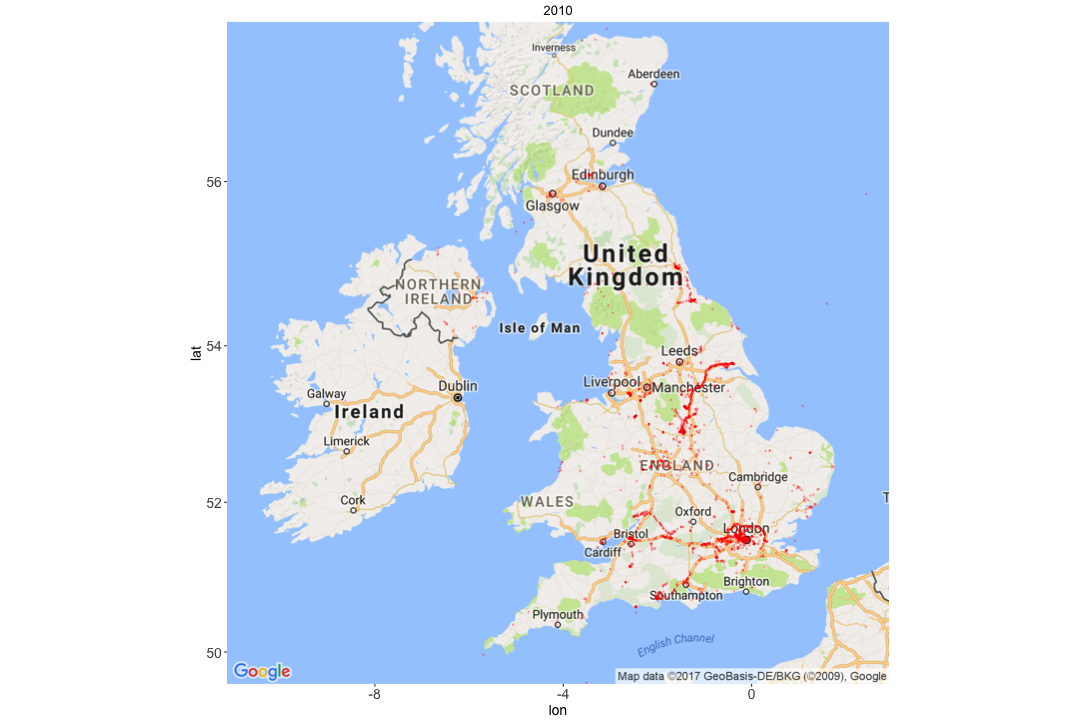 2010
Inverness
Aberdeen
SCOTLAND
Dundee
56
Edinburgh
Glasgow
United
Kingdom
NORTHERN
IRELAND
Isle of Man
lat
54
Leeds
Dublin
Liverpool
Manchester
Galway
Ireland
Limerick
ENGLAND
Cambridge
Cork
52
WALES
T
Oxford
London
Bristol
Cardiff
Brighton
Southampton
Plymouth
English Channel
50
Google
Map data ©2017 GeoBasis-DE/BKG (©2009), Google
-8
-4
0
lon